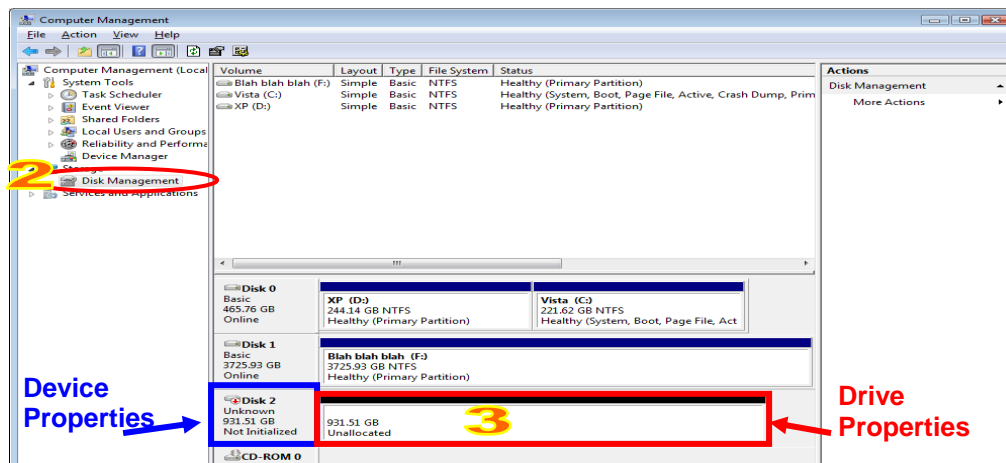 Computer Management
File Action View Help
Computer Management (Local
System Tools
Task Scheduler
Event Viewer
Shared Folders
Local Users and Groups
Reliability and Performa
Device Manager
2
Storage
Disk Management
Services and Applications
Volume Layout Type File System Status
Blah blah blah (F:) Simple Basic NTFS Healthy (Primary Partition)
Vista (C:) Simple Basic NTFS Healthy (System, Boot, Page File, Active, Crash Dump, Prim
XP (D:) Simple Basic NTFS Healthy (Primary Partition)
Actions
Disk Management
More Actions
Disk 0
Basic
465.76 GB
Online
XP (D:)
244.14 GB NTFS
Healthy (Primary Partition)
Vista (C:)
221.62 GB NTFS
Healthy (System, Boot, Page File, Act
Disk 1
Basic
3725.93 GB
Online
Blah blah blah (F:)
3725.93 GB NTFS
Healthy (Primary Partition)
Device
Properties
Disk 2
Unknown
931.51 GB
Not Initialized
931.51 GB
Unallocated
3
Drive
Properties
CD-ROM 0